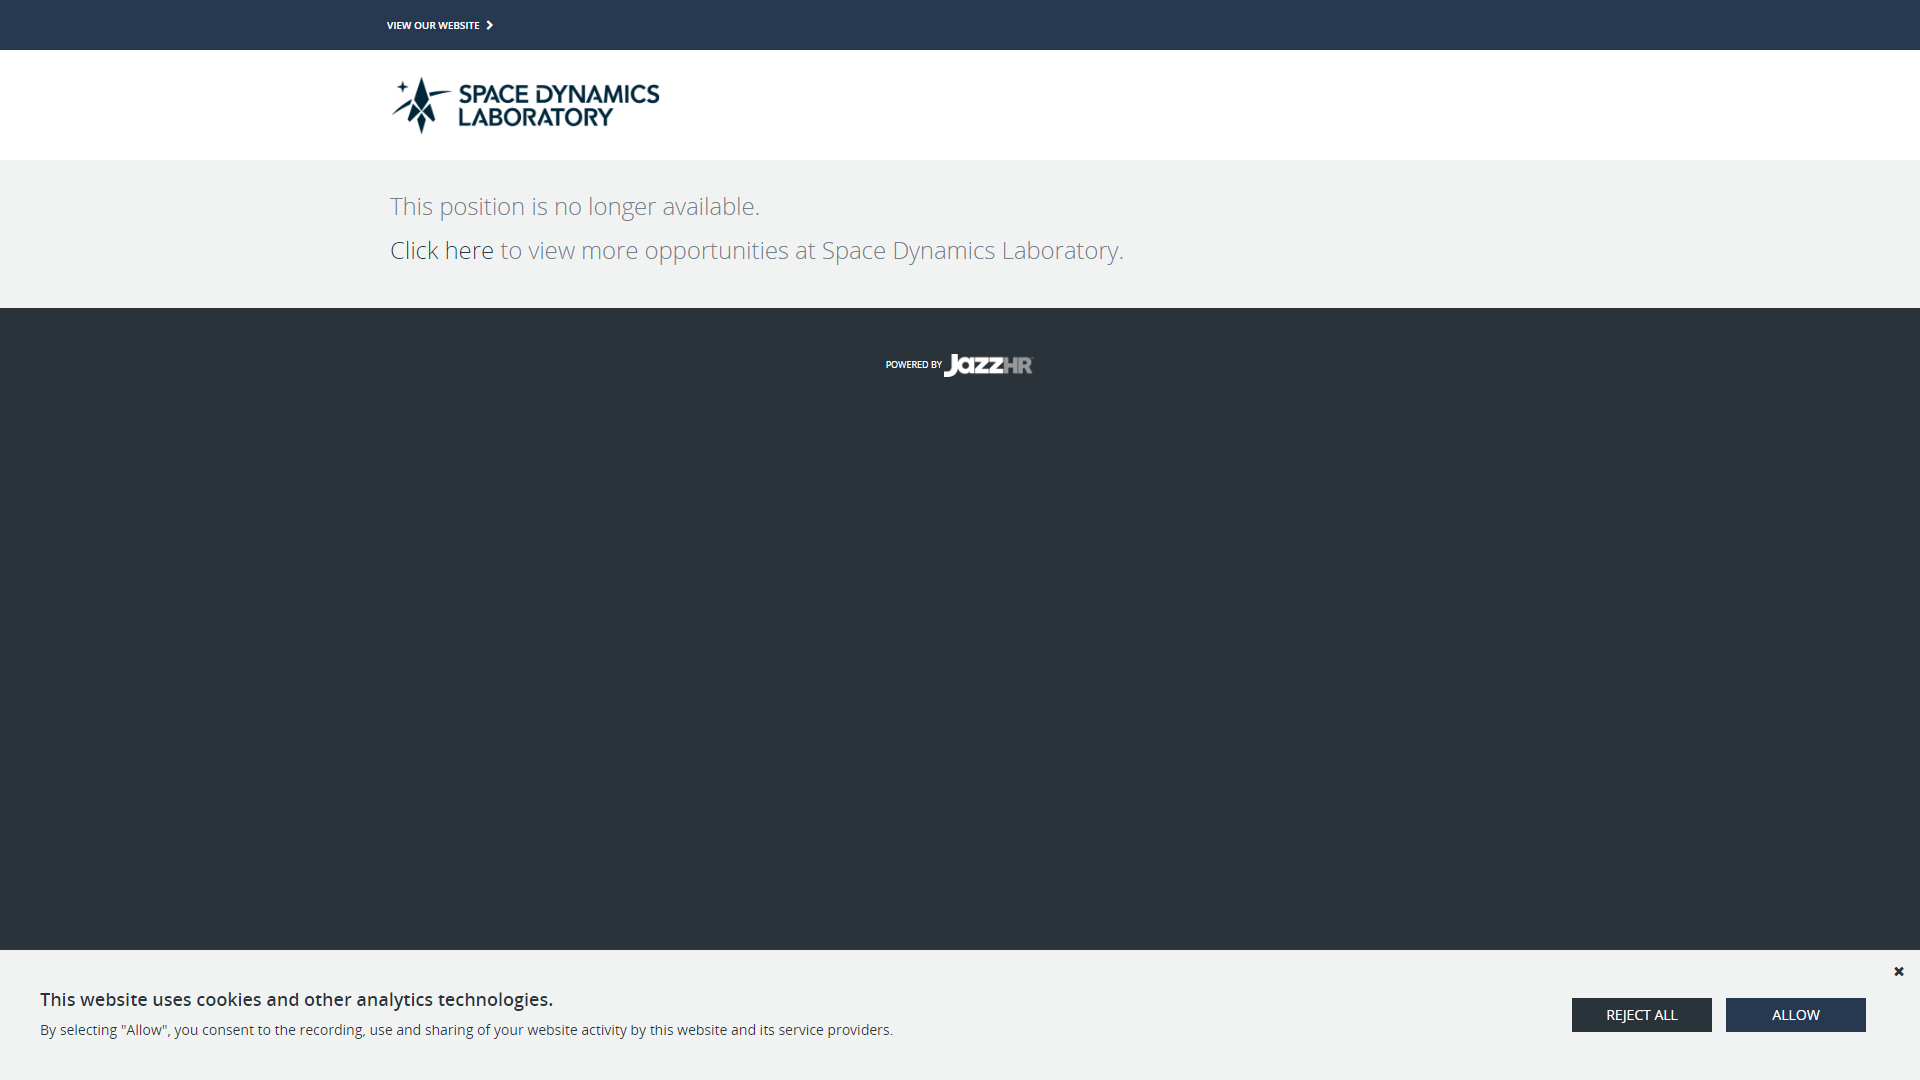 VIEW OUR WEBSITE
SPACE DYNAMICS
LABORATORY
This position is no longer available.
Click here to view more opportunities at Space Dynamics Laboratory.
POWERED BY JazzHR
This website uses cookies and other analytics technologies.
By selecting "Allow", you consent to the recording, use and sharing of your website activity by this website and its service providers.
REJECT ALL
ALLOW